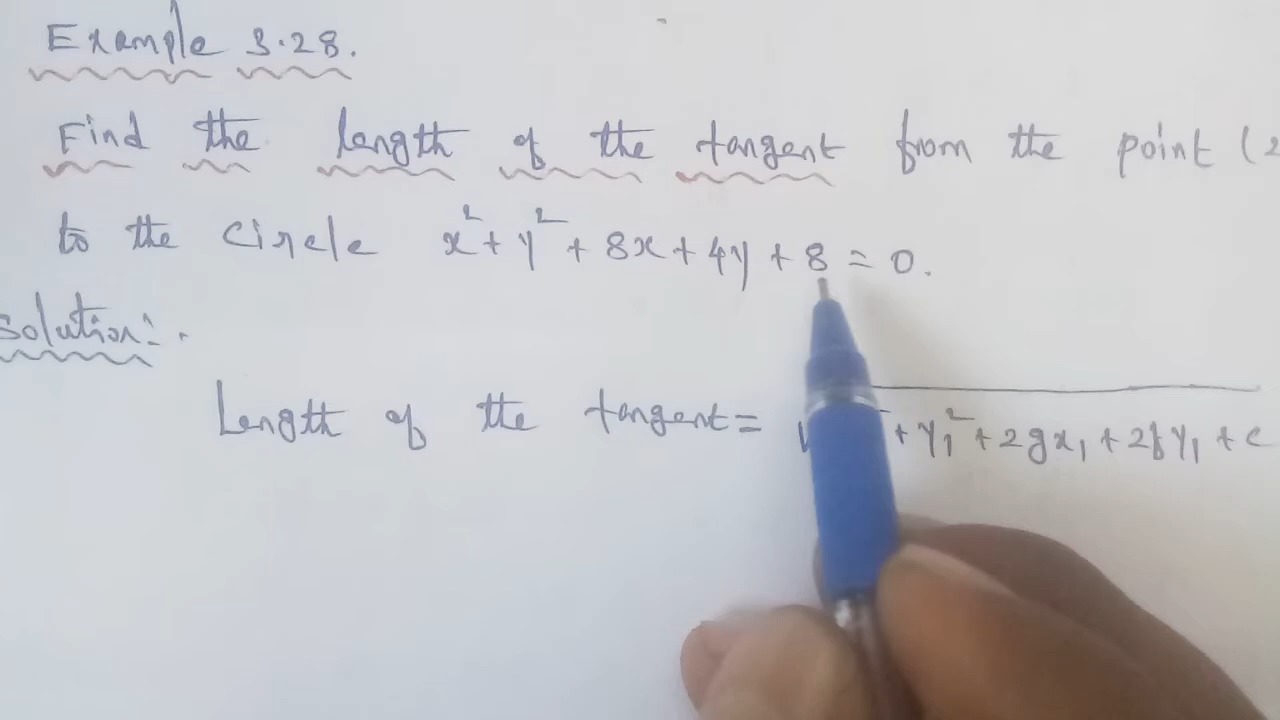 Example 3.28.
Find the length of the tangent from the point (2
to the Circle x² + y² + 8x + 4y + 8 = 0.
Solution:.
Length of the tangent = + y₁² + 2gx₁ + 2fy₁ + c